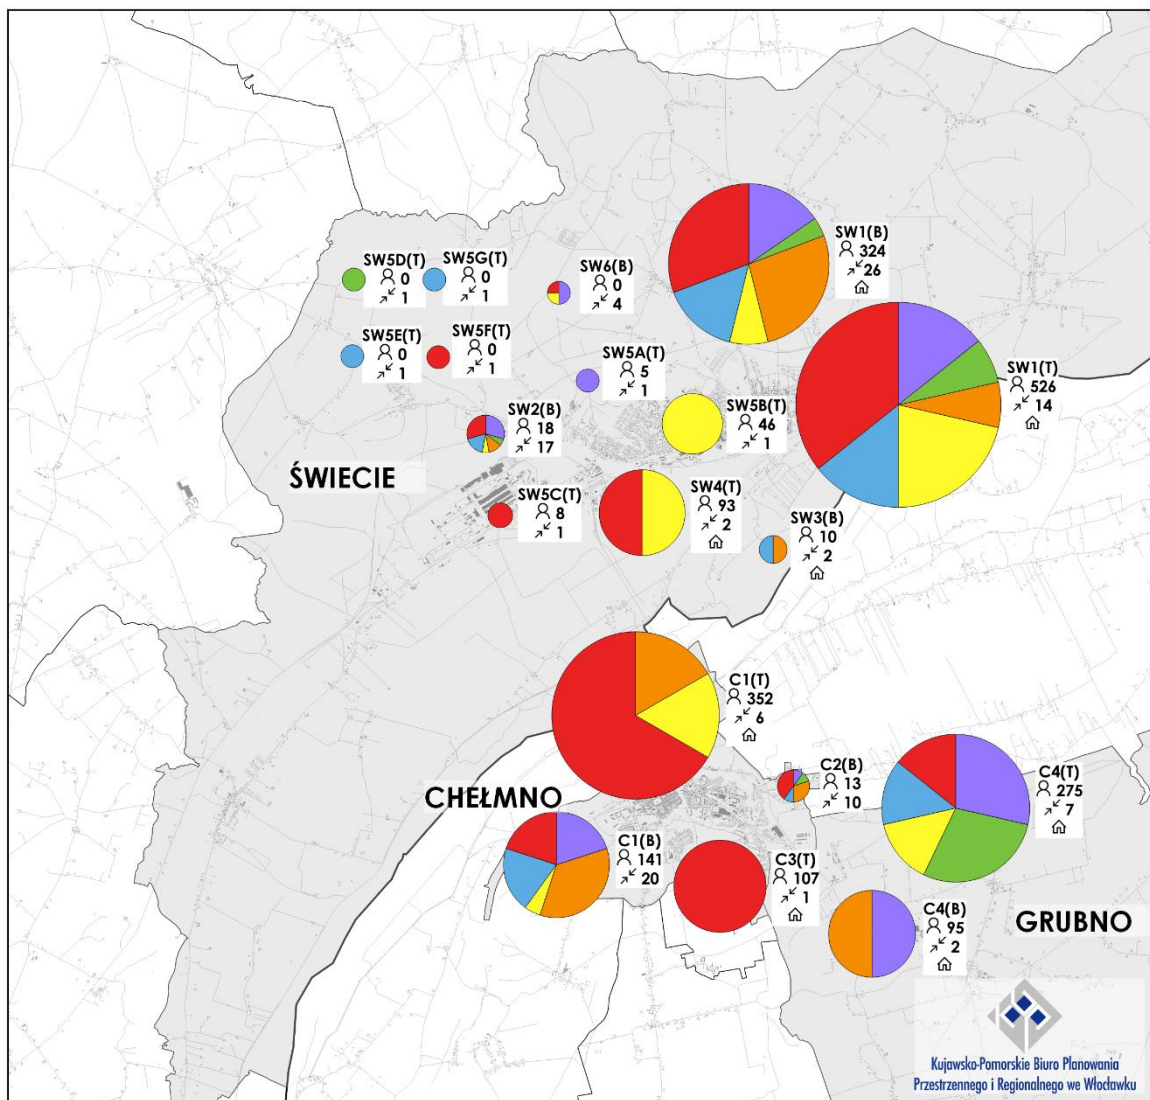 SW1(B)
324
26
SW5D(T)
0
1
SW5G(T)
0
1
SW6(B)
0
4
SW5E(T)
0
1
SW5F(T)
0
1
SW5A(T)
5
1
SW1(T)
526
14
SW5B(T)
46
1
SW2(B)
18
17
ŚWIECIE
SW5C(T)
8
1
SW4(T)
93
2
SW3(B)
10
2
C1(T)
352
6
C2(B)
13
10
C4(T)
275
7
CHEŁMNO
C1(B)
141
20
C3(T)
107
1
C4(B)
95
2
GRUBNO
Kujawsko-Pomorskie Biuro Planowania
Przestrzennego i Regionalnego we Włocławku